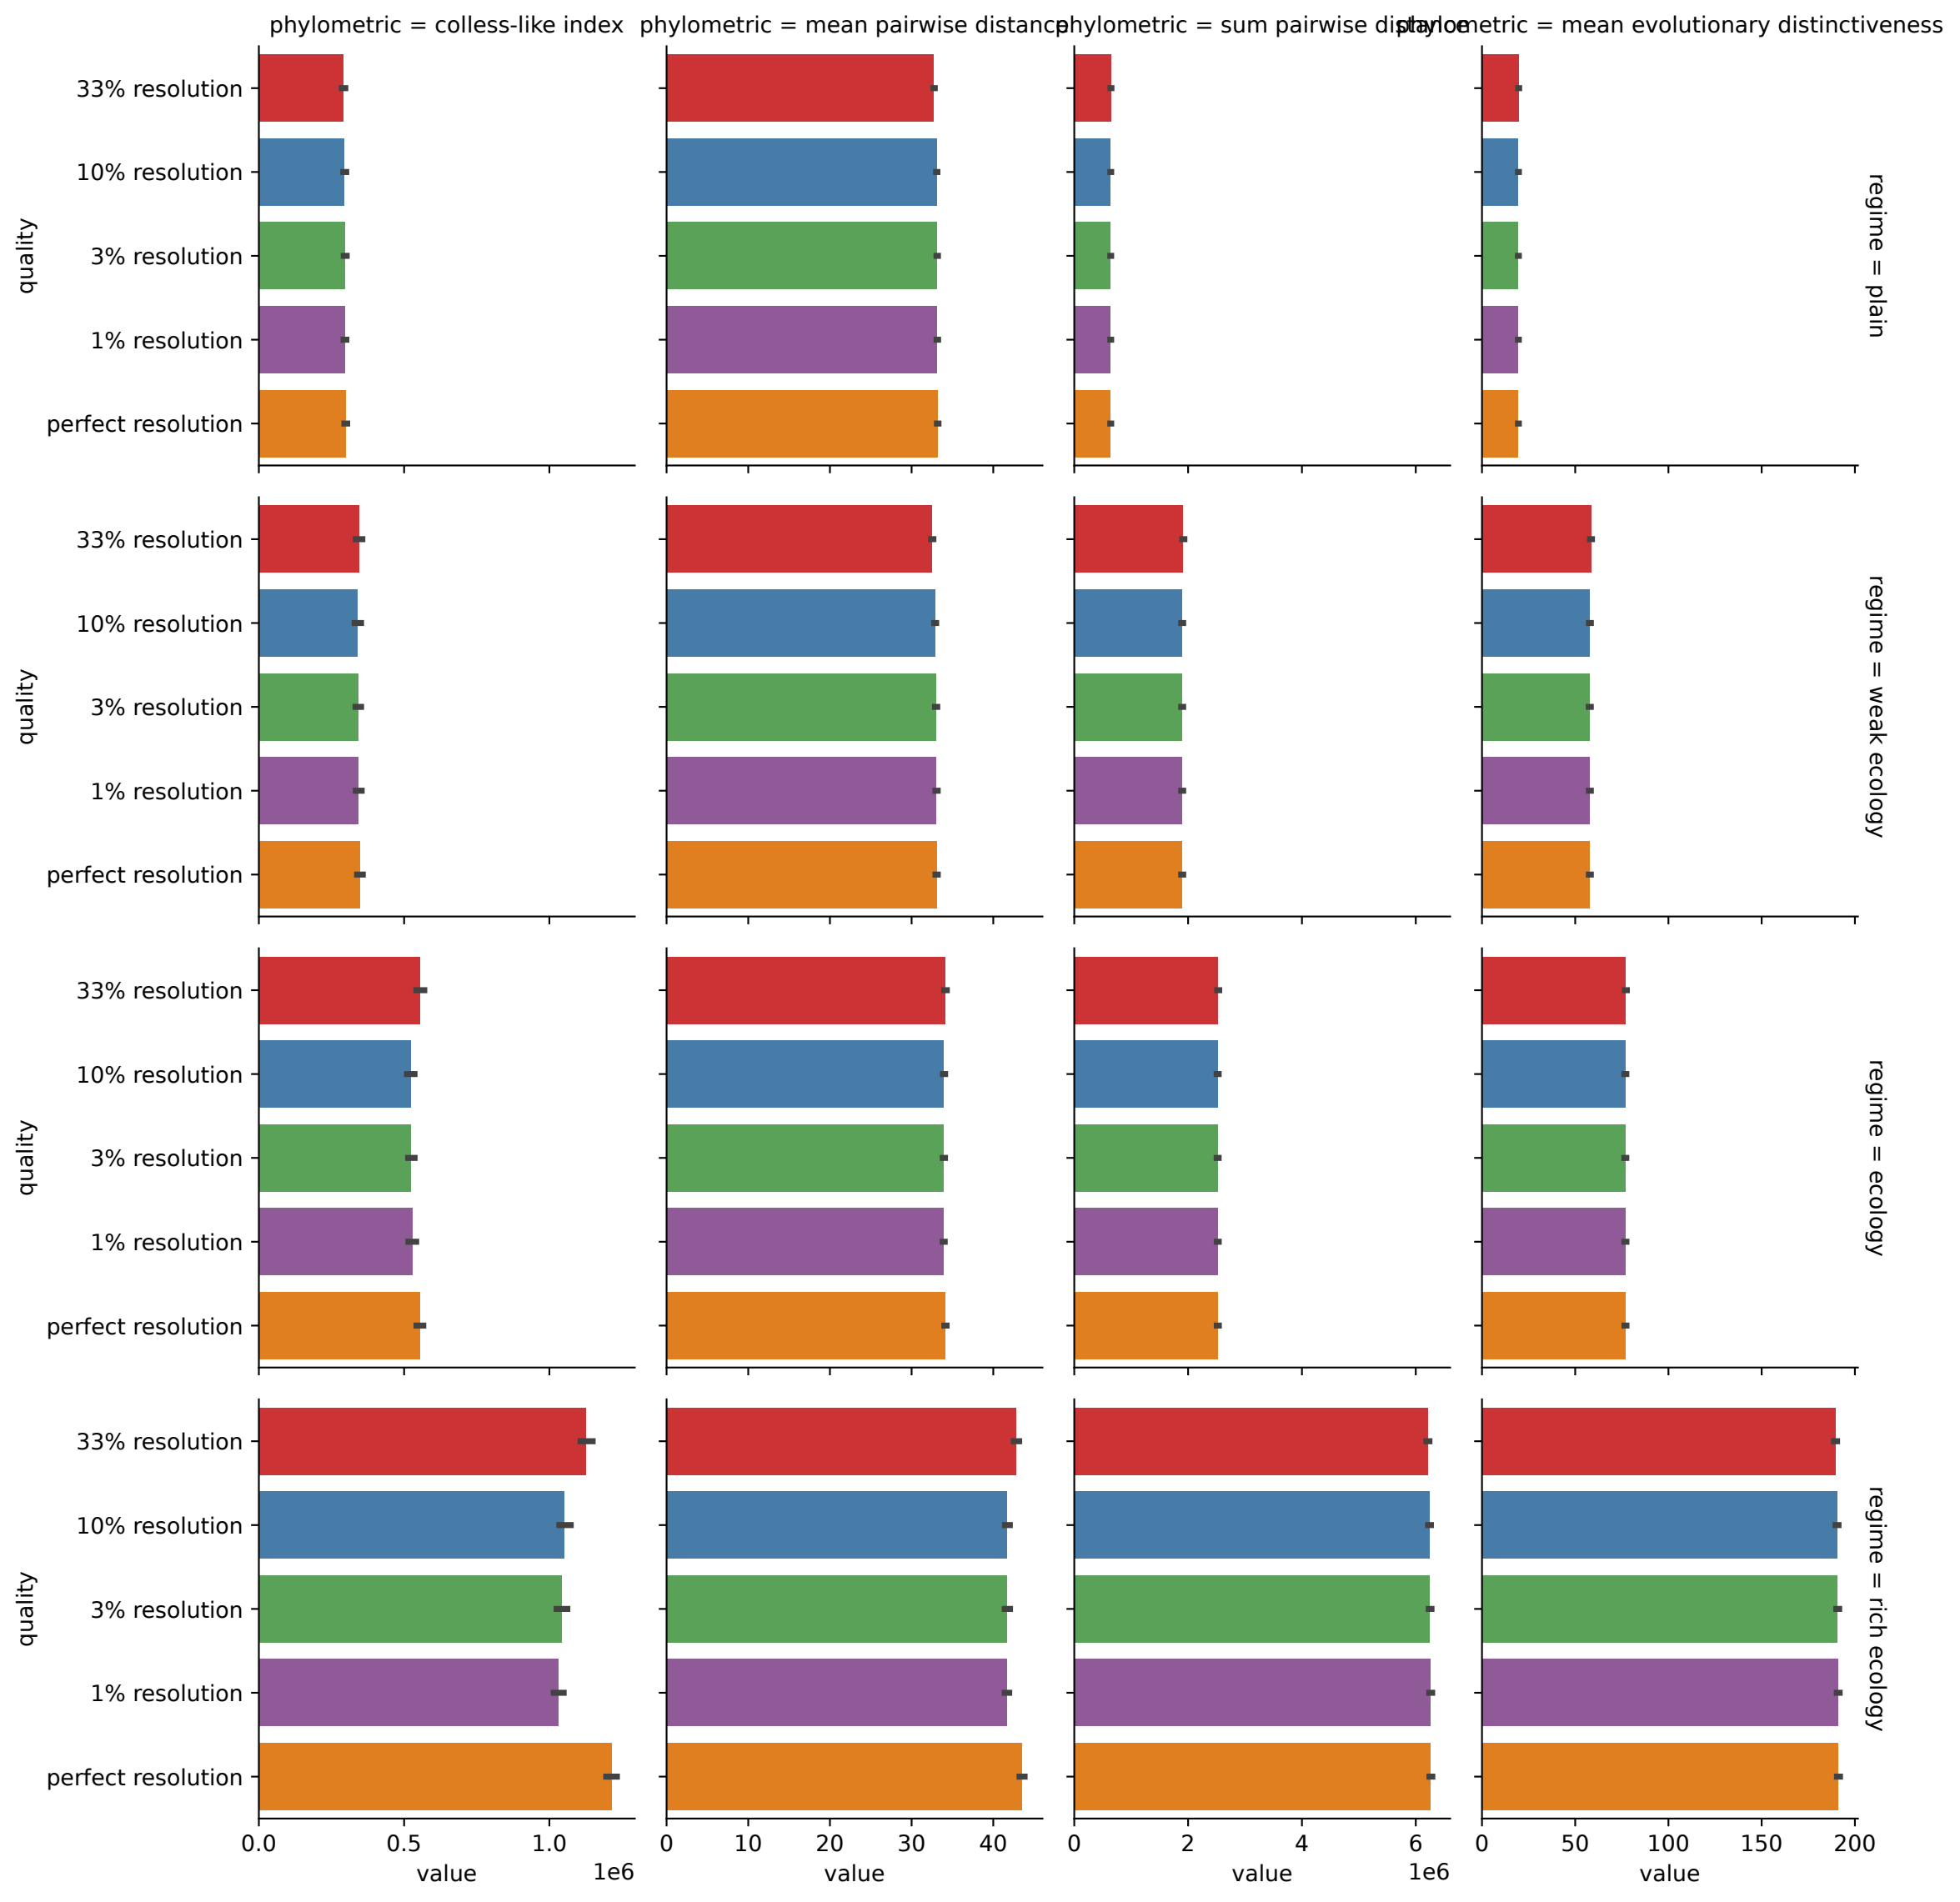 phylometric = colless-like index
phylometric = mean pairwise distance
phylometric = sum pairwise distance
phylometric = mean evolutionary distinctiveness
33% resolution
10% resolution
3% resolution
1% resolution
perfect resolution
quality
regime = plain
33% resolution
10% resolution
3% resolution
1% resolution
perfect resolution
quality
regime = weak ecology
33% resolution
10% resolution
3% resolution
1% resolution
perfect resolution
quality
regime = ecology
33% resolution
10% resolution
3% resolution
1% resolution
perfect resolution
quality
regime = rich ecology
0.0 0.5 1.0
1e6
value
0 10 20 30 40
value
0 2 4 6
1e6
value
0 50 100 150 200
value